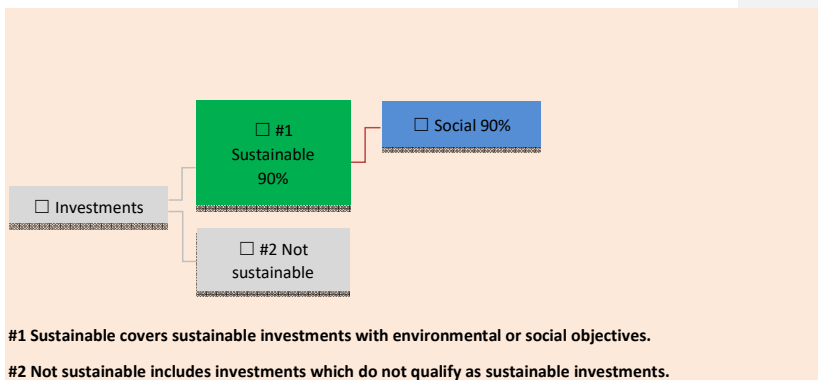 ☐ #1
Sustainable
90%
☐ Social 90%
☐ Investments
☐ #2 Not
sustainable
#1 Sustainable covers sustainable investments with environmental or social objectives.
#2 Not sustainable includes investments which do not qualify as sustainable investments.